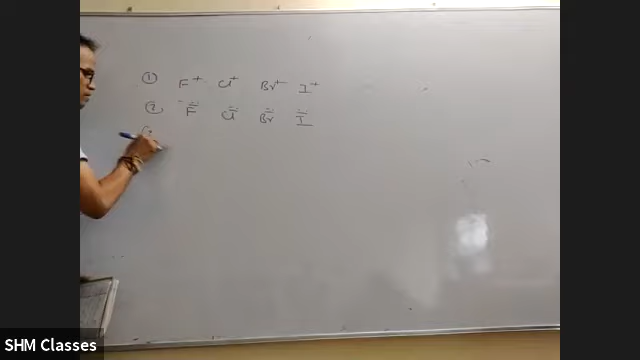 ① F+ Cl+ Br+ I+
② F Cl Br I
SHM Classes